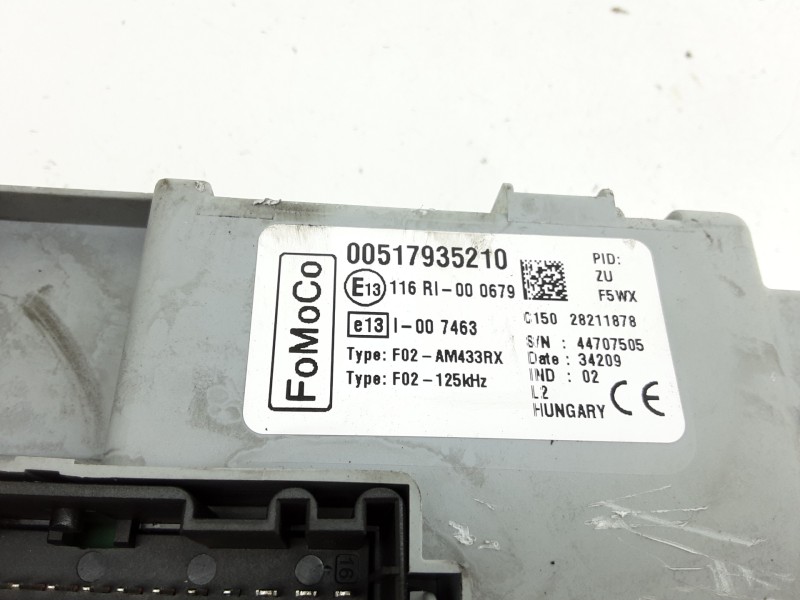 FoMoCo
00517935210
E13 116 RI-00 0679
e13 I-00 7463
Type: F02-AM433RX
Type: F02-125kHz
PID:
ZU
F5WX
C150 28211878
S/N : 44707505
Date : 34209
IND : 02
L2
HUNGARY CE
16